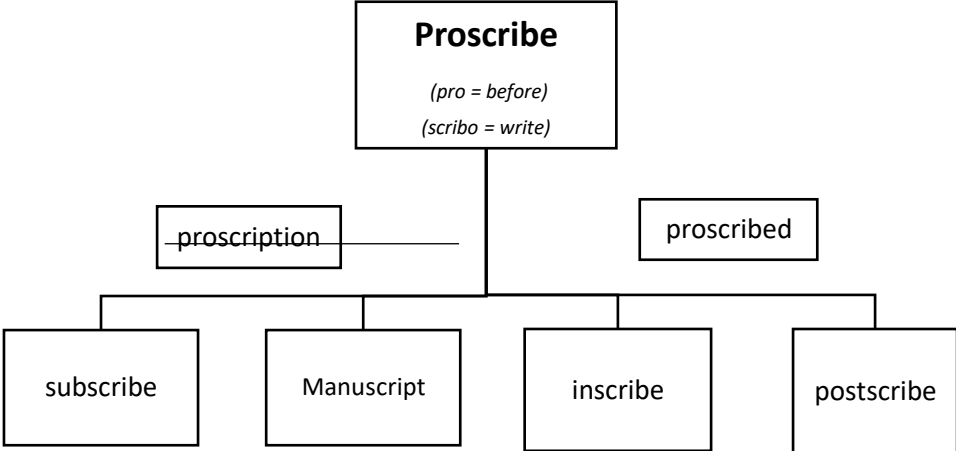 Proscribe
(pro = before)
(scribo = write)
proscription
proscribed
subscribe
Manuscript
inscribe
postscribe